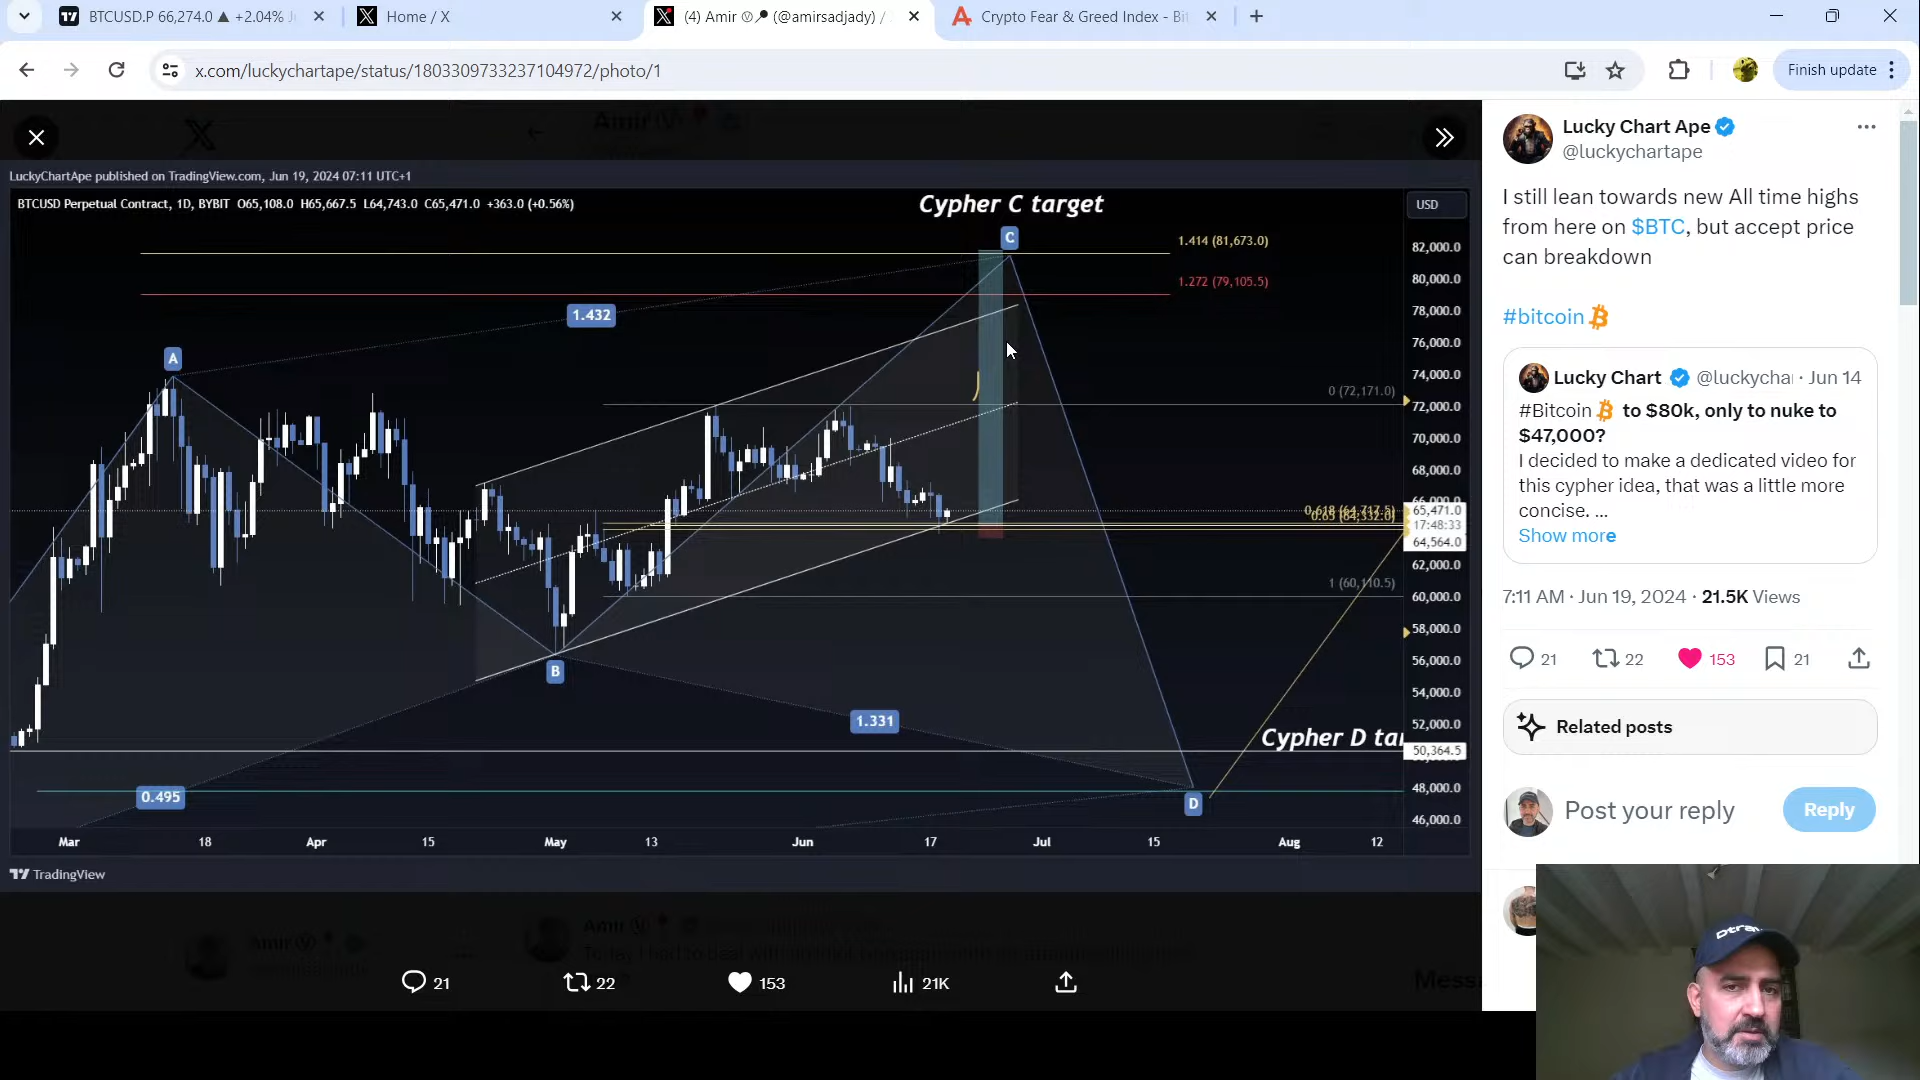 BTCUSD.P 66,274.0 ▲ +2.04%
Home / X
(4) Amir Ⓥ (@amirsadjady) /
Crypto Fear & Greed Index - Bit
x.com/luckychartape/status/1803309733237104972/photo/1
Finish update
LuckyChartApe published on TradingView.com, Jun 19, 2024 07:11 UTC+1
BTCUSD Perpetual Contract, 1D, BYBIT O65,108.0 H65,667.5 L64,743.0 C65,471.0 +363.0 (+0.56%)
Cypher C target
USD
C
1.414 (81,673.0)
82,000.0
1.272 (79,105.5)
80,000.0
78,000.0
1.432
76,000.0
A
74,000.0
0 (72,171.0)
72,000.0
70,000.0
68,000.0
66,000.0
65,471.0
17:48:33
64,564.0
62,000.0
1 (60,110.5)
60,000.0
58,000.0
56,000.0
B
54,000.0
1.331
52,000.0
Cypher D tar
50,364.5
0.495
48,000.0
D
46,000.0
Mar 18 Apr 15 May 13 Jun 17 Jul 15 Aug 12
TradingView
21 22 153 21K
Lucky Chart Ape
@luckychartape
I still lean towards new All time highs
from here on $BTC, but accept price
can breakdown
#bitcoin
Lucky Chart @luckychar · Jun 14
#Bitcoin to $80k, only to nuke to
$47,000?
I decided to make a dedicated video for
this cypher idea, that was a little more
concise. ...
Show more
7:11 AM · Jun 19, 2024 · 21.5K Views
21 22 153 21
Related posts
Post your reply
Reply